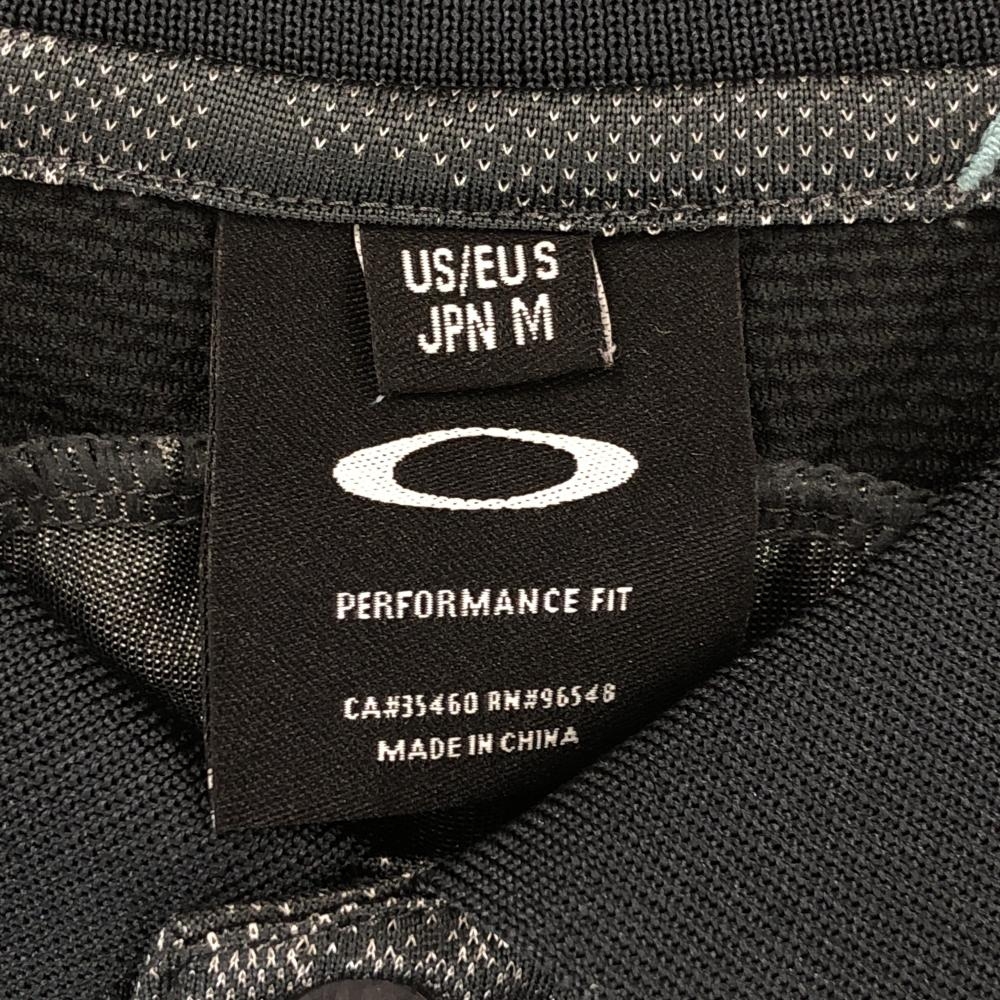 US/EU S
JPN M
PERFORMANCE FIT
CA#35460 RN#96548
MADE IN CHINA